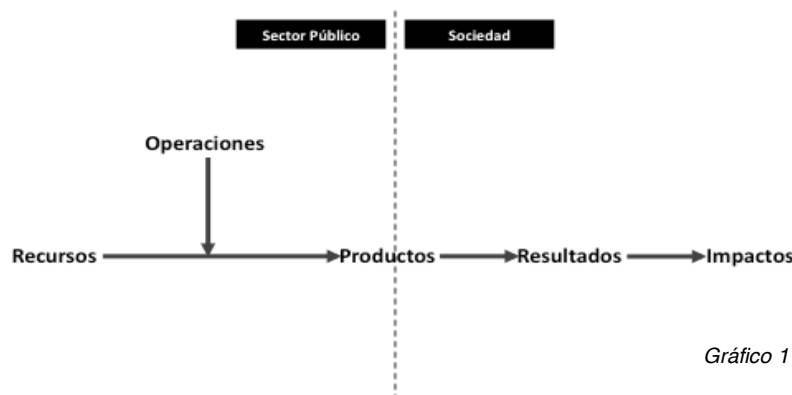 Sector Público
Sociedad
Operaciones
Recursos
Productos
Resultados
Impactos
Gráfico 1